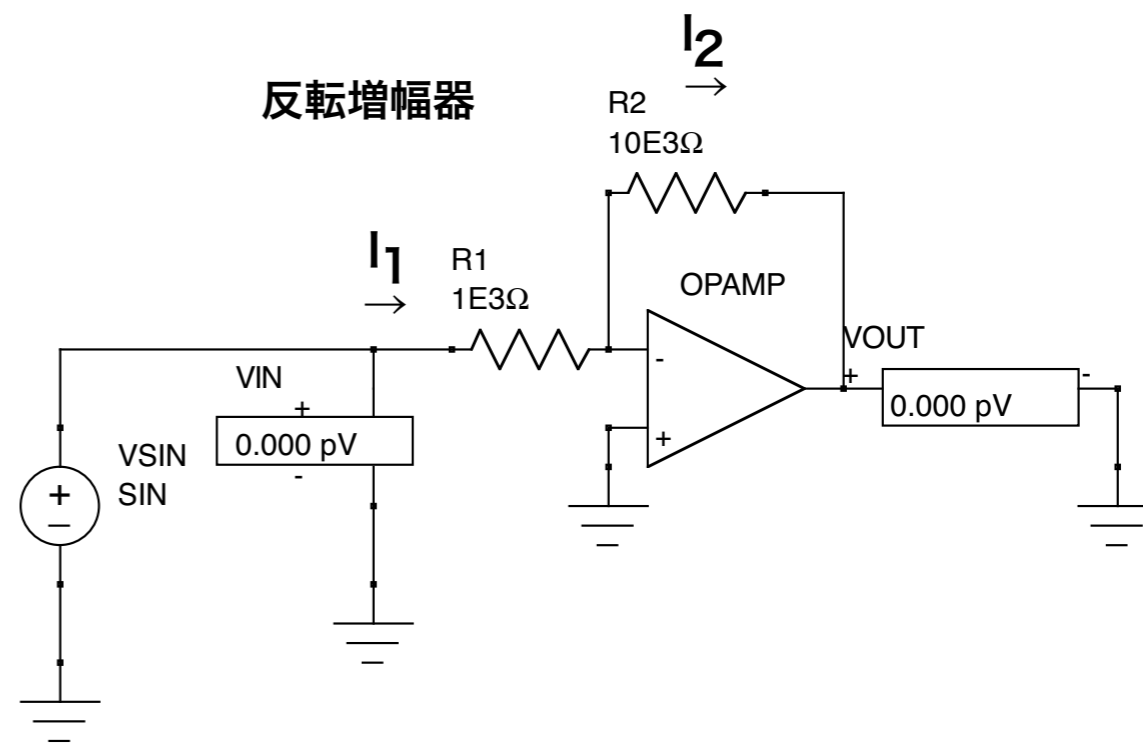 I2
反転増幅器
R2
10E3Ω
I1
R1
1E3Ω
OPAMP
VOUT
VIN
+
0.000 pV
-
-
+
+
0.000 pV
-
VSIN
SIN
+
−